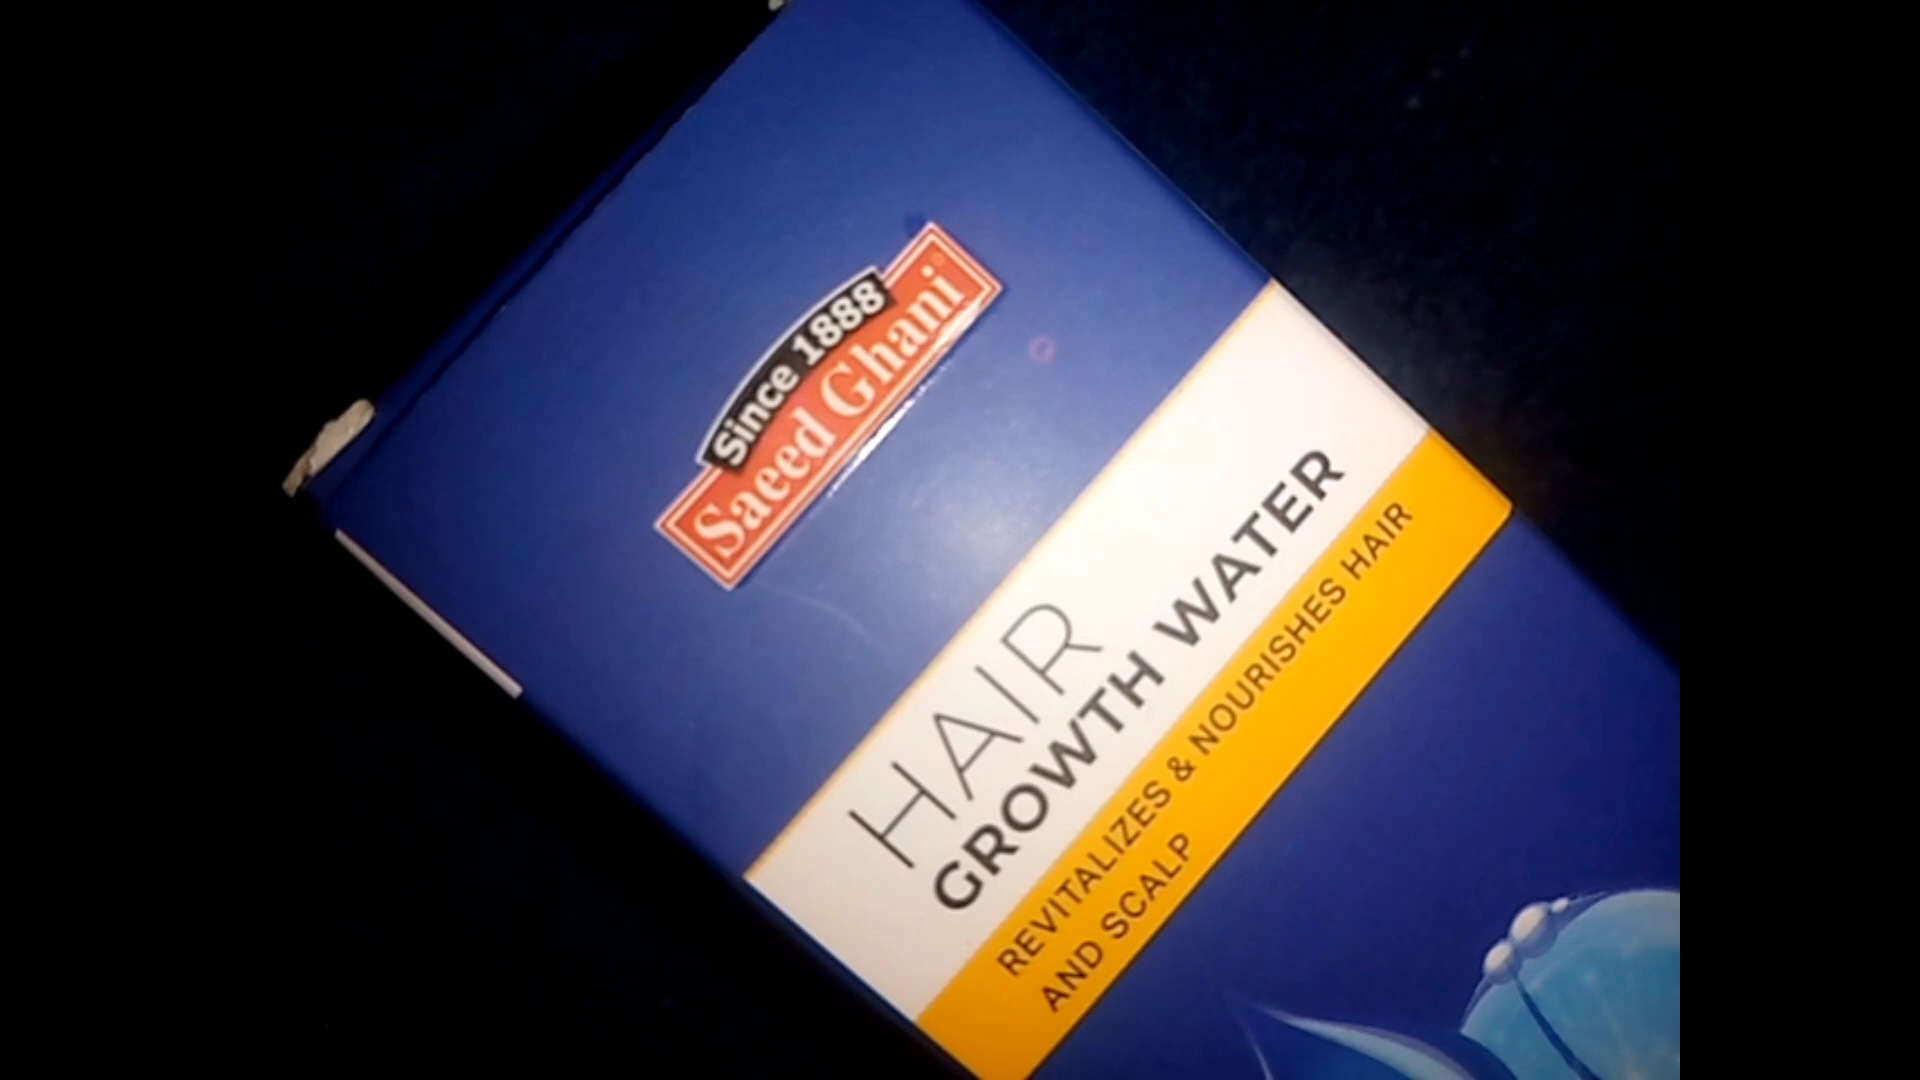 Since 1888
Saeed Ghani
HAIR
GROWTH WATER
REVITALIZES & NOURISHES HAIR
AND SCALP